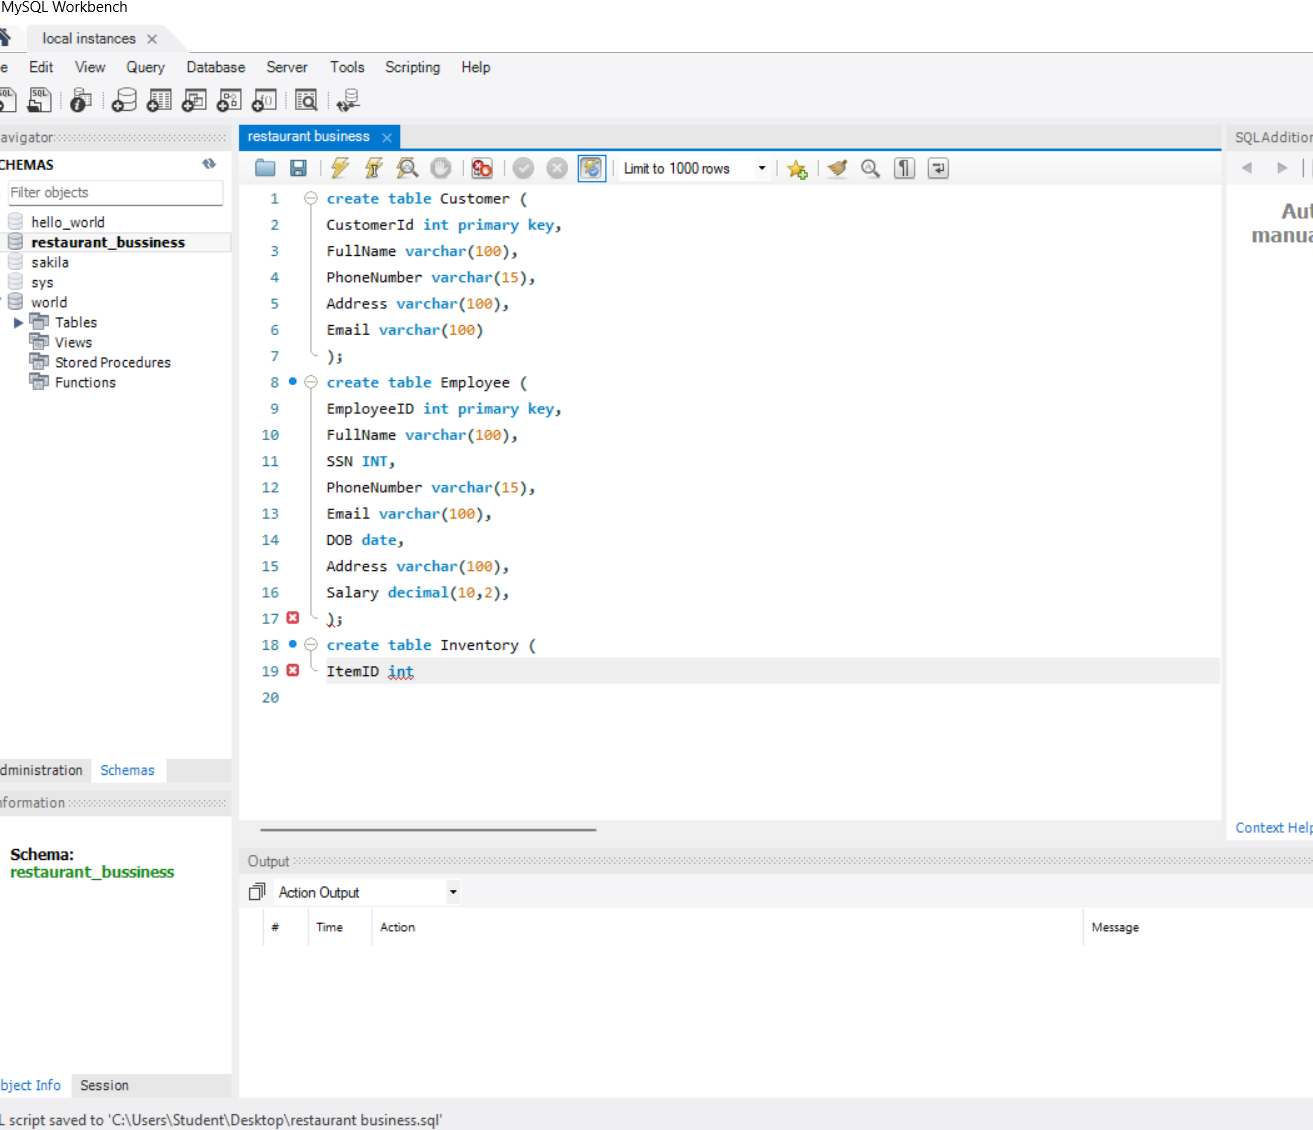 MySQL Workbench
local instances
e Edit View Query Database Server Tools Scripting Help
avigator
restaurant business
SQLAddition
CHEMAS
Limit to 1000 rows
Filter objects
Aut
manua
hello_world
restaurant_bussiness
sakila
sys
world
Tables
Views
Stored Procedures
Functions
1 create table Customer (
2 CustomerId int primary key,
3 FullName varchar(100),
4 PhoneNumber varchar(15),
5 Address varchar(100),
6 Email varchar(100)
7 );
8 create table Employee (
9 EmployeeID int primary key,
10 FullName varchar(100),
11 SSN INT,
12 PhoneNumber varchar(15),
13 Email varchar(100),
14 DOB date,
15 Address varchar(100),
16 Salary decimal(10,2),
17 );
18 create table Inventory (
19 ItemID int
20
dministration Schemas
nformation
Context Help
Schema:
restaurant_bussiness
Output
Action Output
# Time Action Message
bject Info Session
L script saved to 'C:\Users\Student\Desktop\restaurant business.sql'